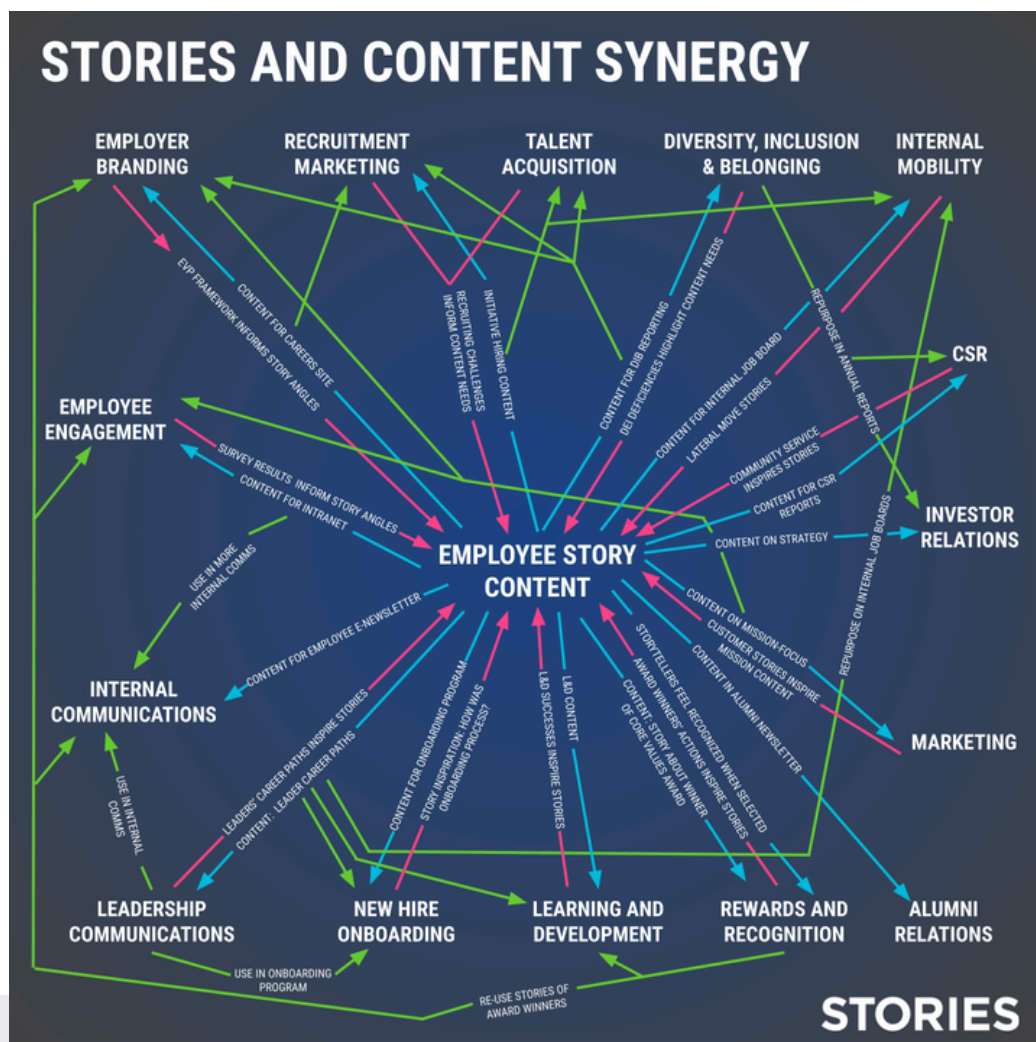 STORIES AND CONTENT SYNERGY
EMPLOYER
BRANDING
RECRUITMENT
MARKETING
TALENT
ACQUISITION
DIVERSITY, INCLUSION
& BELONGING
INTERNAL
MOBILITY
EVP FRAMEWORK INFORMS STORY ANGLES
CONTENT FOR CAREERS SITE
RECRUITING CHALLENGES
INFORM CONTENT NEEDS
INITIATIVE HIRING CONTENT
CONTENT FOR DIB REPORTING
DEI DEFICIENCIES HIGHLIGHT CONTENT NEEDS
CONTENT FOR INTERNAL JOB BOARD
LATERAL MOVE STORIES
REPURPOSE IN ANNUAL REPORTS
CSR
EMPLOYEE
ENGAGEMENT
SURVEY RESULTS INFORM STORY ANGLES
CONTENT FOR INTRANET
COMMUNITY SERVICE
INSPIRES STORIES
CONTENT FOR CSR
REPORTS
INVESTOR
RELATIONS
CONTENT ON STRATEGY
EMPLOYEE STORY
CONTENT
USE IN MORE
INTERNAL COMMS
CONTENT FOR EMPLOYEE E-NEWSLETTER
CONTENT ON MISSION-FOCUS
CUSTOMER STORIES INSPIRE
MISSION CONTENT
REPURPOSE ON INTERNAL JOB BOARDS
INTERNAL
COMMUNICATIONS
MARKETING
LEADERS' CAREER PATHS INSPIRE STORIES
CONTENT: LEADER CAREER PATHS
CONTENT FOR ONBOARDING PROGRAM
STORY INSPIRATION: HOW WAS
ONBOARDING PROCESS?
L&D SUCCESSES INSPIRE STORIES
L&D CONTENT
CONTENT: STORY ABOUT WINNER
OF CORE VALUES AWARD
AWARD WINNERS' ACTIONS INSPIRE STORIES
STORYTELLERS FEEL RECOGNIZED WHEN SELECTED
CONTENT IN ALUMNI NEWSLETTER
USE IN INTERNAL
COMMS
LEADERSHIP
COMMUNICATIONS
NEW HIRE
ONBOARDING
LEARNING AND
DEVELOPMENT
REWARDS AND
RECOGNITION
ALUMNI
RELATIONS
USE IN ONBOARDING
PROGRAM
RE-USE STORIES OF
AWARD WINNERS
STORIES